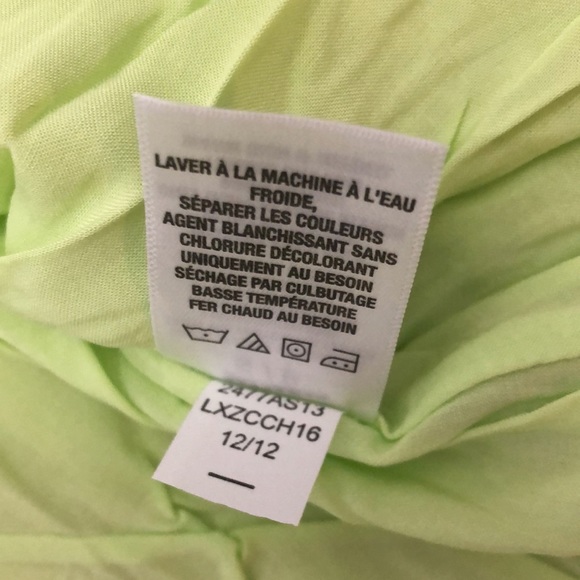 LAVER À LA MACHINE À L'EAU
FROIDE,
SÉPARER LES COULEURS
AGENT BLANCHISSANT SANS
CHLORURE DÉCOLORANT
UNIQUEMENT AU BESOIN
SÉCHAGE PAR CULBUTAGE
BASSE TEMPÉRATURE
FER CHAUD AU BESOIN
2477AS13
LXZCCH16
12/12